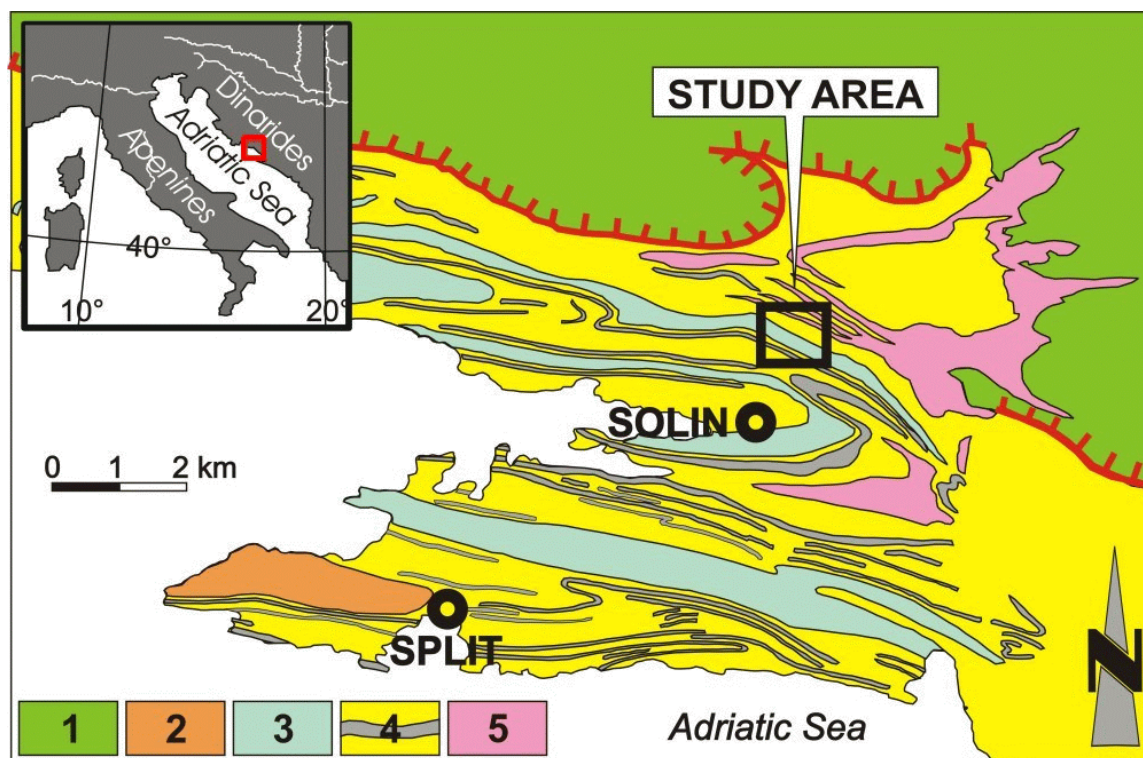 Dinarides
Adriatic Sea
Apenines
40°
10°
20°
STUDY AREA
SOLIN
0 1 2 km
SPLIT
N
1 2 3 4 5
Adriatic Sea